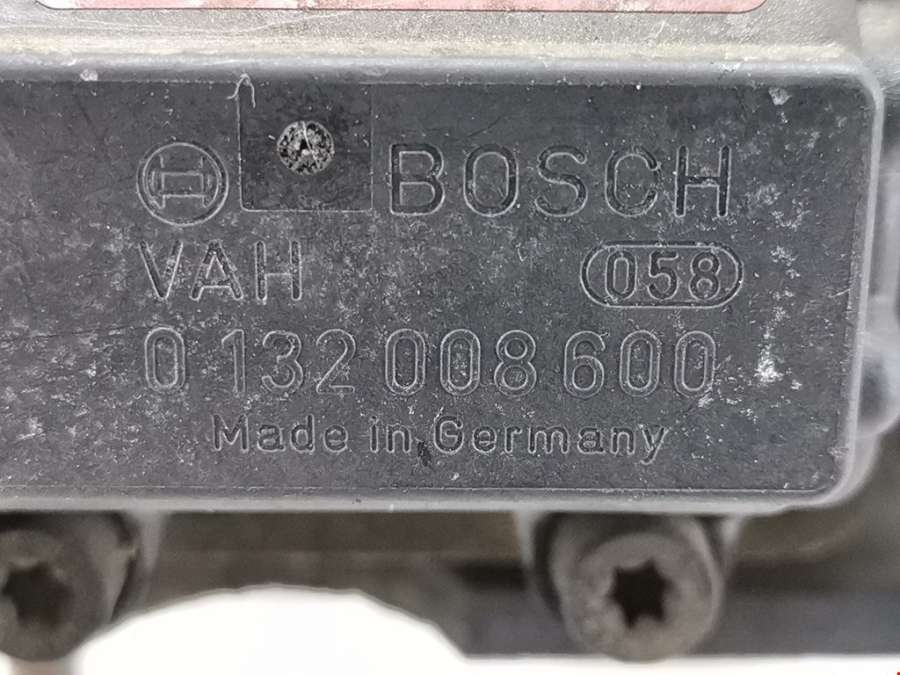 BOSCH
VAH 058
0 132 008 600
Made in Germany